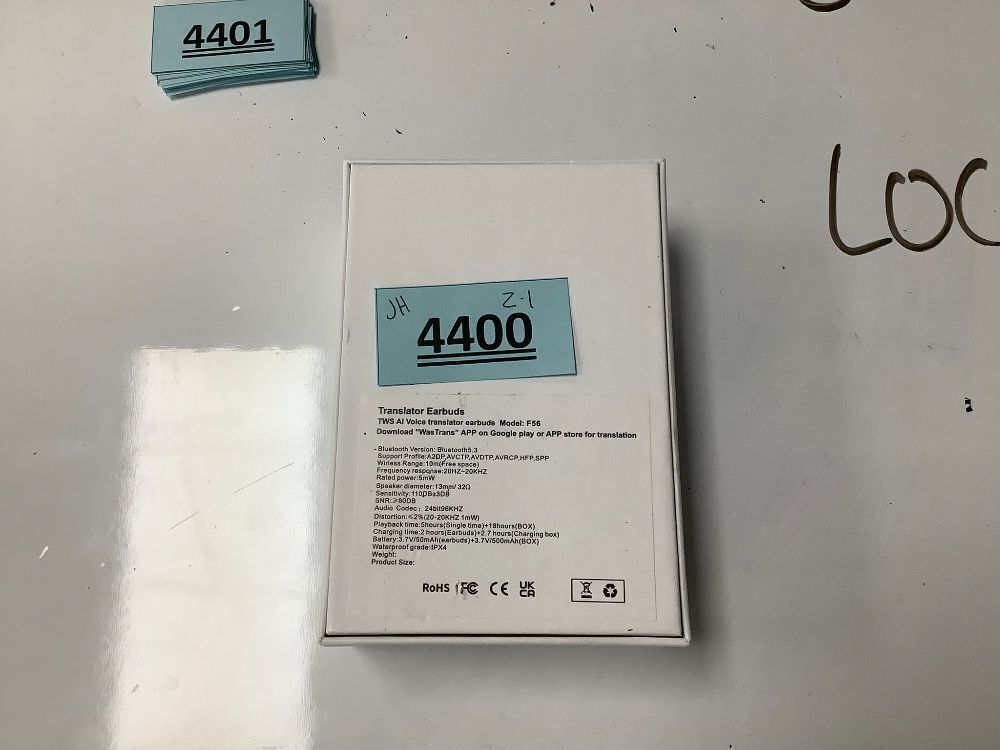 4401
LOC
JH
Z-1
4400
Translator Earbuds
TWS AI Voice translator earbuds Model: F56
Download "WasTrans" APP on Google play or APP store for translation
- Bluetooth Version: Bluetooth5.3
Support Profile:A2DP,AVCTP,AVDTP,AVRCP,HFP,SPP
Wirless Range:10m(Free space)
Frequency response:20HZ~20KHZ
Rated power:5mW
Speaker diameter:13mm/ 32Ω
Sensitivity:110DB±3DB
SNR:≥80DB
Audio Codec: 24bit96KHZ
Distortion:≤2%(20-20KHZ 1mW)
Playback time:5hours(Single time)+18hours(BOX)
Charging time:2 hours(Earbuds)+2.7 hours(Charging box)
Battery:3.7V/50mAh(earbuds)+3.7V/500mAh(BOX)
Waterproof grade:IPX4
Weight:
Product Size:
RoHS FC CE UK CA